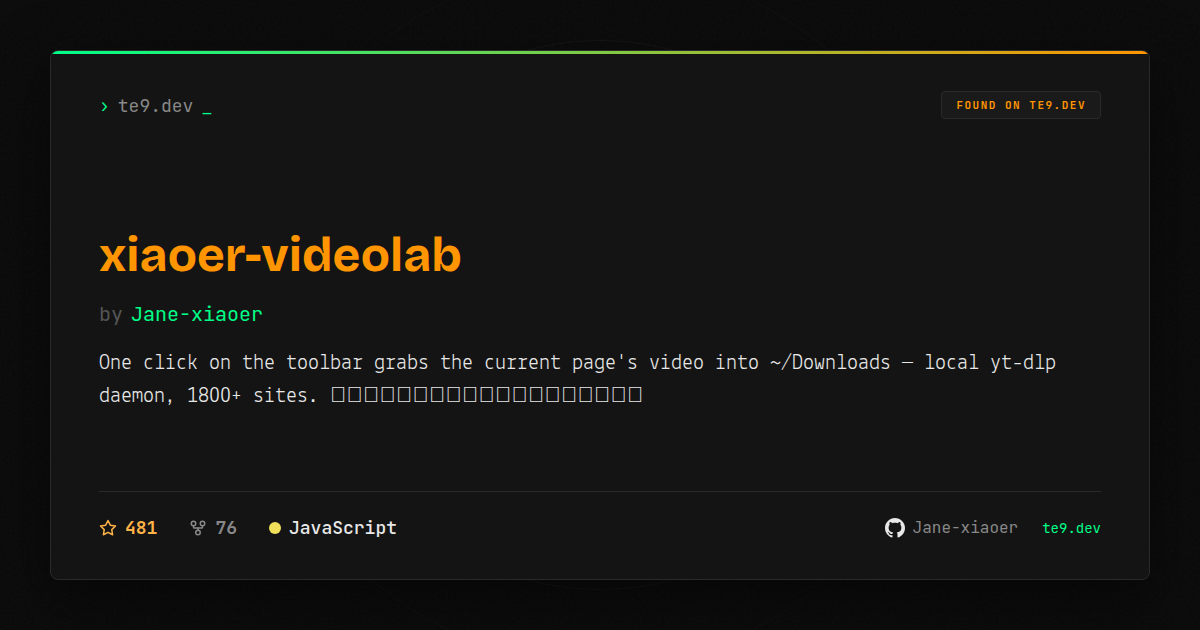 › te9.dev _
FOUND ON TE9.DEV
xiaoer-videolab
by Jane-xiaoer
One click on the toolbar grabs the current page's video into ~/Downloads — local yt-dlp
daemon, 1800+ sites.
481 76 JavaScript
Jane-xiaoer te9.dev